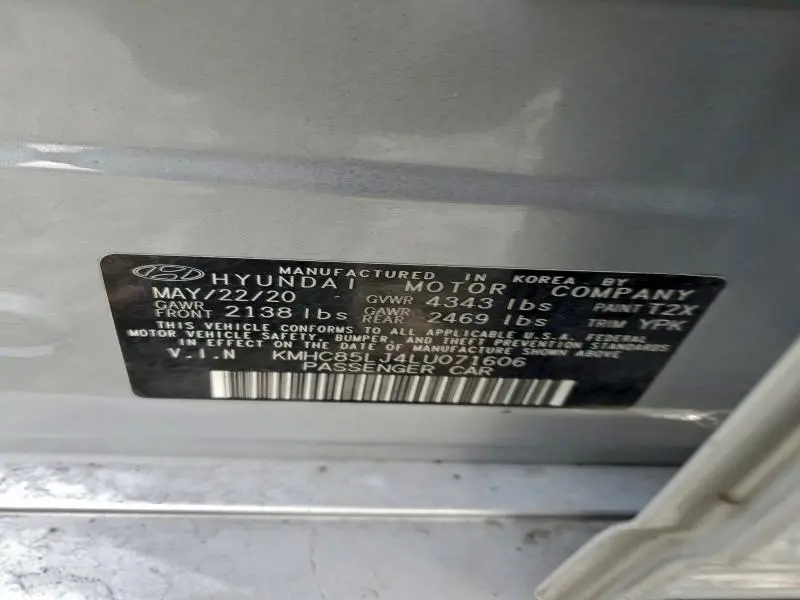 MANUFACTURED IN KOREA BY
HYUNDAI MOTOR COMPANY
MAY/22/20 GVWR 4343 lbs PAINT TZX
GAWR FRONT 2138 lbs GAWR REAR 2469 lbs TRIM YPK
THIS VEHICLE CONFORMS TO ALL APPLICABLE U.S.A. FEDERAL
MOTOR VEHICLE SAFETY, BUMPER, AND THEFT PREVENTION STANDARDS
IN EFFECT ON THE DATE OF MANUFACTURE SHOWN ABOVE.
V.I.N KMHC85LJ4LU071606
PASSENGER CAR